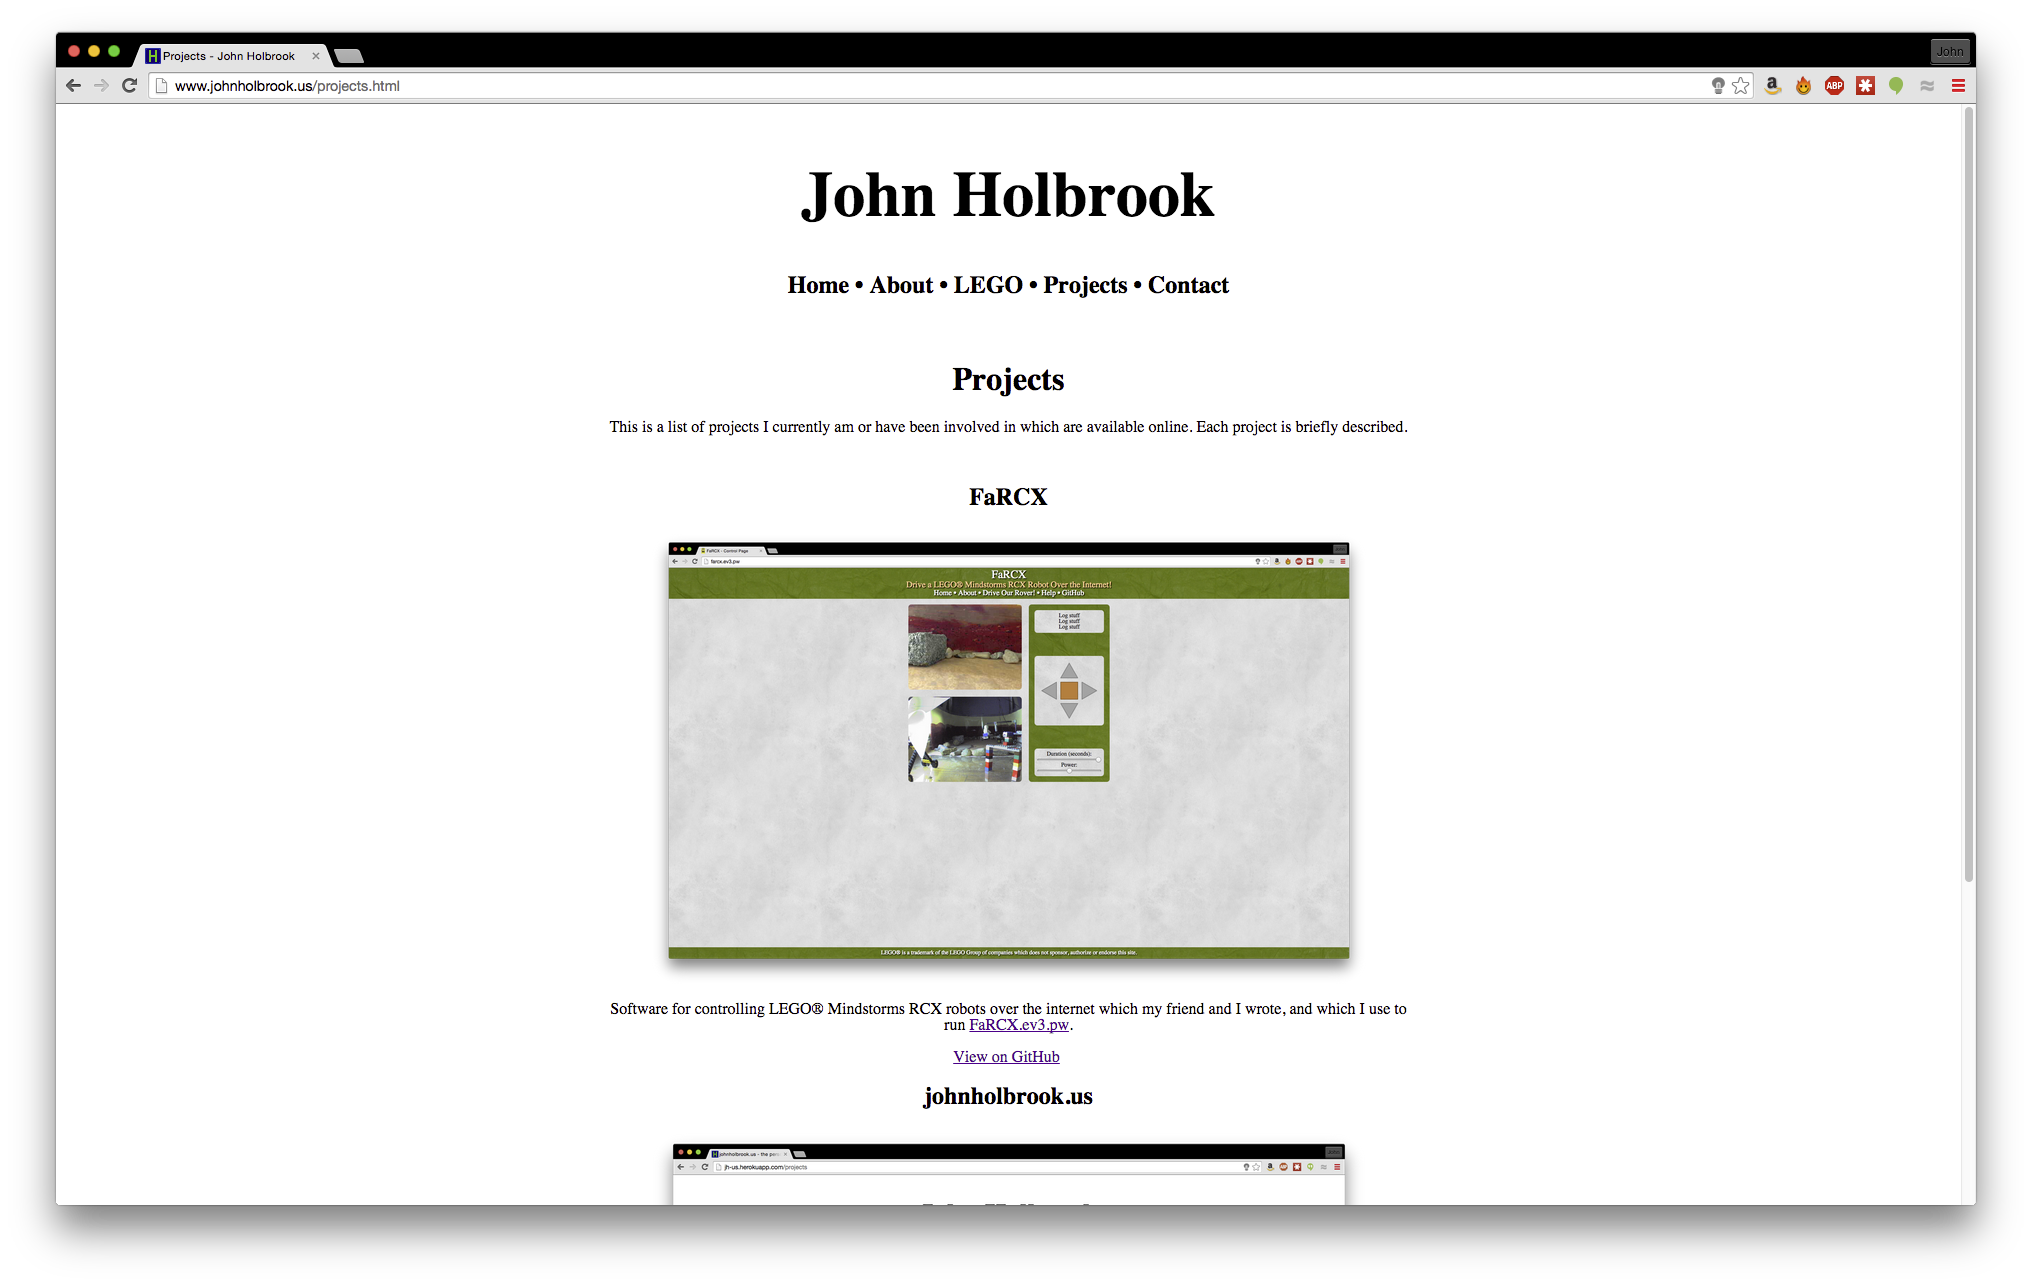 Projects - John Holbrook
John
www.johnholbrook.us/projects.html
ABP
John Holbrook
Home • About • LEGO • Projects • Contact
Projects
This is a list of projects I currently am or have been involved in which are available online. Each project is briefly described.
FaRCX
FaRCX - Control Page
farcx.ev3.pw
FaRCX
Drive a LEGO® Mindstorms RCX Robot Over the Internet!
Home • About • Drive Our Rover! • Help • GitHub
Log stuff
Log stuff
Log stuff
Duration (seconds):
Power:
LEGO® is a trademark of the LEGO Group of companies which does not sponsor, authorize or endorse this site.
Software for controlling LEGO® Mindstorms RCX robots over the internet which my friend and I wrote, and which I use to
run FaRCX.ev3.pw.
View on GitHub
johnholbrook.us
johnholbrook.us - the pers
jh-us.herokuapp.com/projects